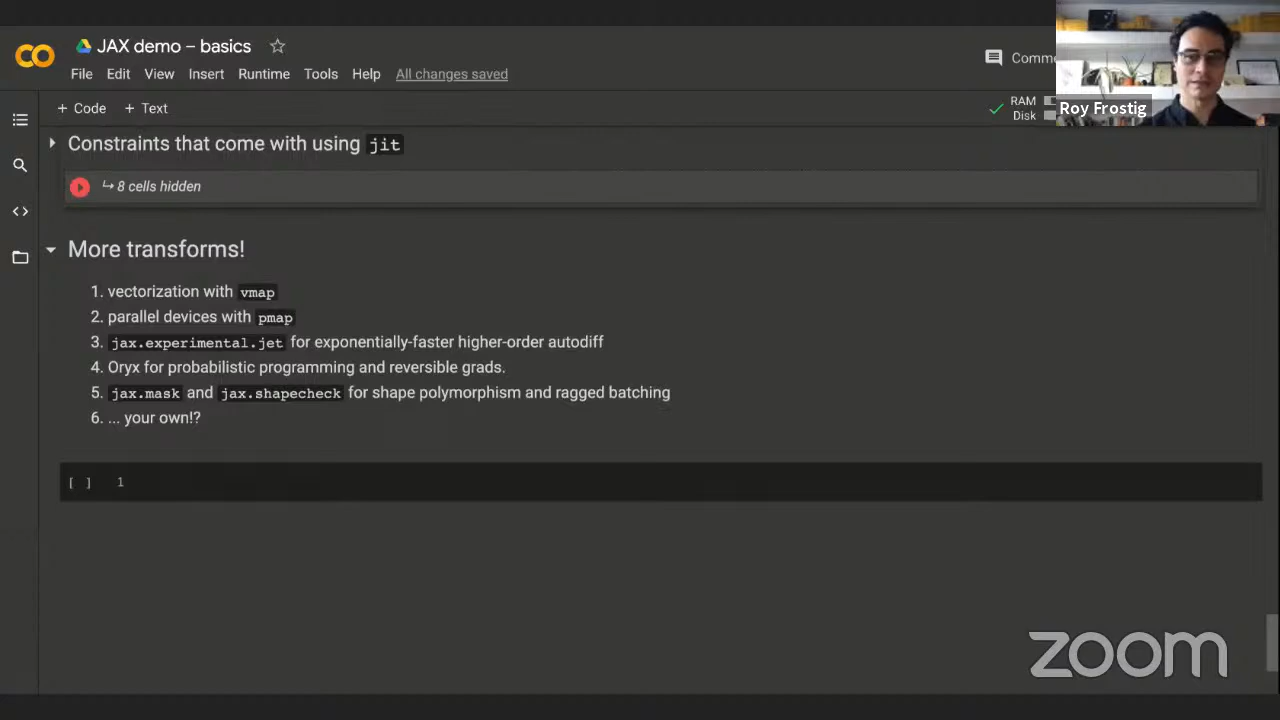 JAX demo – basics
File Edit View Insert Runtime Tools Help All changes saved
Comme
+ Code + Text
RAM
Disk
Roy Frostig
Constraints that come with using jit
↳ 8 cells hidden
More transforms!
1. vectorization with vmap
2. parallel devices with pmap
3. jax.experimental.jet for exponentially-faster higher-order autodiff
4. Oryx for probabilistic programming and reversible grads.
5. jax.mask and jax.shapecheck for shape polymorphism and ragged batching
6. ... your own!?
[ ] 1
zoom